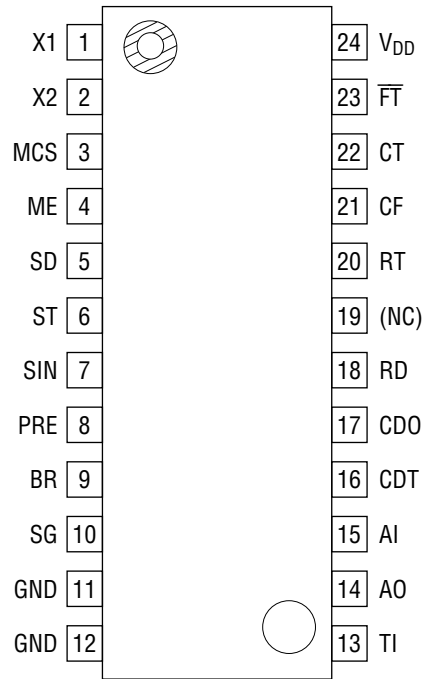 X1 1 24 VDD
X2 2 23 F̅T̅
MCS 3 22 CT
ME 4 21 CF
SD 5 20 RT
ST 6 19 (NC)
SIN 7 18 RD
PRE 8 17 CDO
BR 9 16 CDT
SG 10 15 AI
GND 11 14 AO
GND 12 13 TI